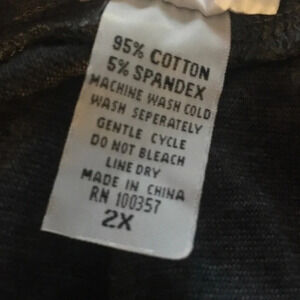 95% COTTON
5% SPANDEX
MACHINE WASH COLD
WASH SEPERATELY
GENTLE CYCLE
DO NOT BLEACH
LINE DRY
MADE IN CHINA
RN 100357
2X